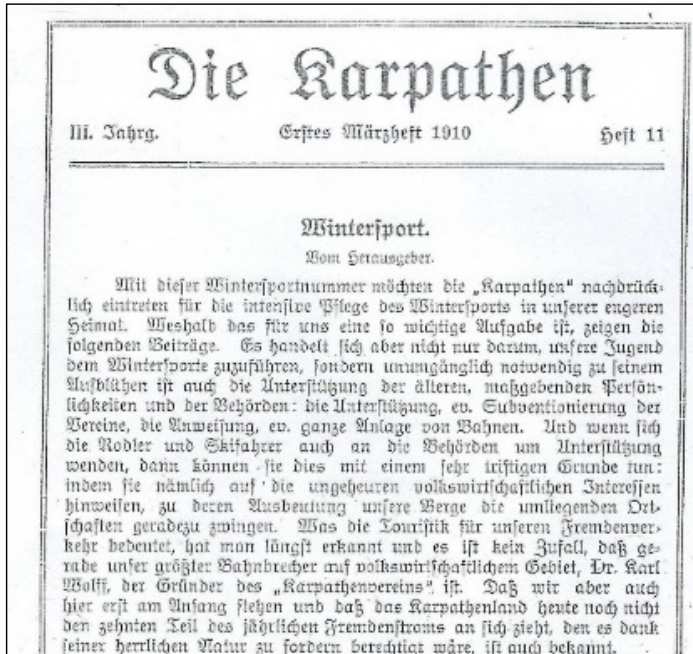 Die Karpathen
III. Jahrg. Erstes Märzheft 1910 Heft 11
Wintersport.
Vom Herausgeber.
Mit dieser Wintersportnummer möchten die „Karpathen" nachdrück-
lich eintreten für die intensive Pflege des Wintersports in unserer engeren
Heimat. Weshalb das für uns eine so wichtige Aufgabe ist, zeigen die
folgenden Beiträge. Es handelt sich aber nicht nur darum, unsere Jugend
dem Wintersporte zuzuführen, sondern unumgänglich notwendig zu seinem
Aufblühen ist auch die Unterstützung der älteren, maßgebenden Persön-
lichkeiten und der Behörden: die Unterstützung, ev. Subventionierung der
Vereine, die Anweisung, ev. ganze Anlage von Bahnen. Und wenn sich
die Rodler und Skifahrer auch an die Behörden um Unterstützung
wenden, dann können sie dies mit einem sehr triftigen Grunde tun:
indem sie nämlich auf die ungeheuren volkswirtschaftlichen Interessen
hinweisen, zu deren Ausbeutung unsere Berge die umliegenden Ort-
schaften geradezu zwingen. Was die Touristik für unseren Fremdenver-
kehr bedeutet, hat man längst erkannt und es ist kein Zufall, daß ge-
rade unser größter Bahnbrecher auf volkswirtschaftlichem Gebiet, Dr. Karl
Wolff, der Gründer des „Karpathenvereins" ist. Daß wir aber auch
hier erst am Anfang stehen und daß das Karpathenland heute noch nicht
den zehnten Teil des jährlichen Fremdenstroms an sich zieht, den es dank
seiner herrlichen Natur zu fordern berechtigt wäre, ist auch bekannt.